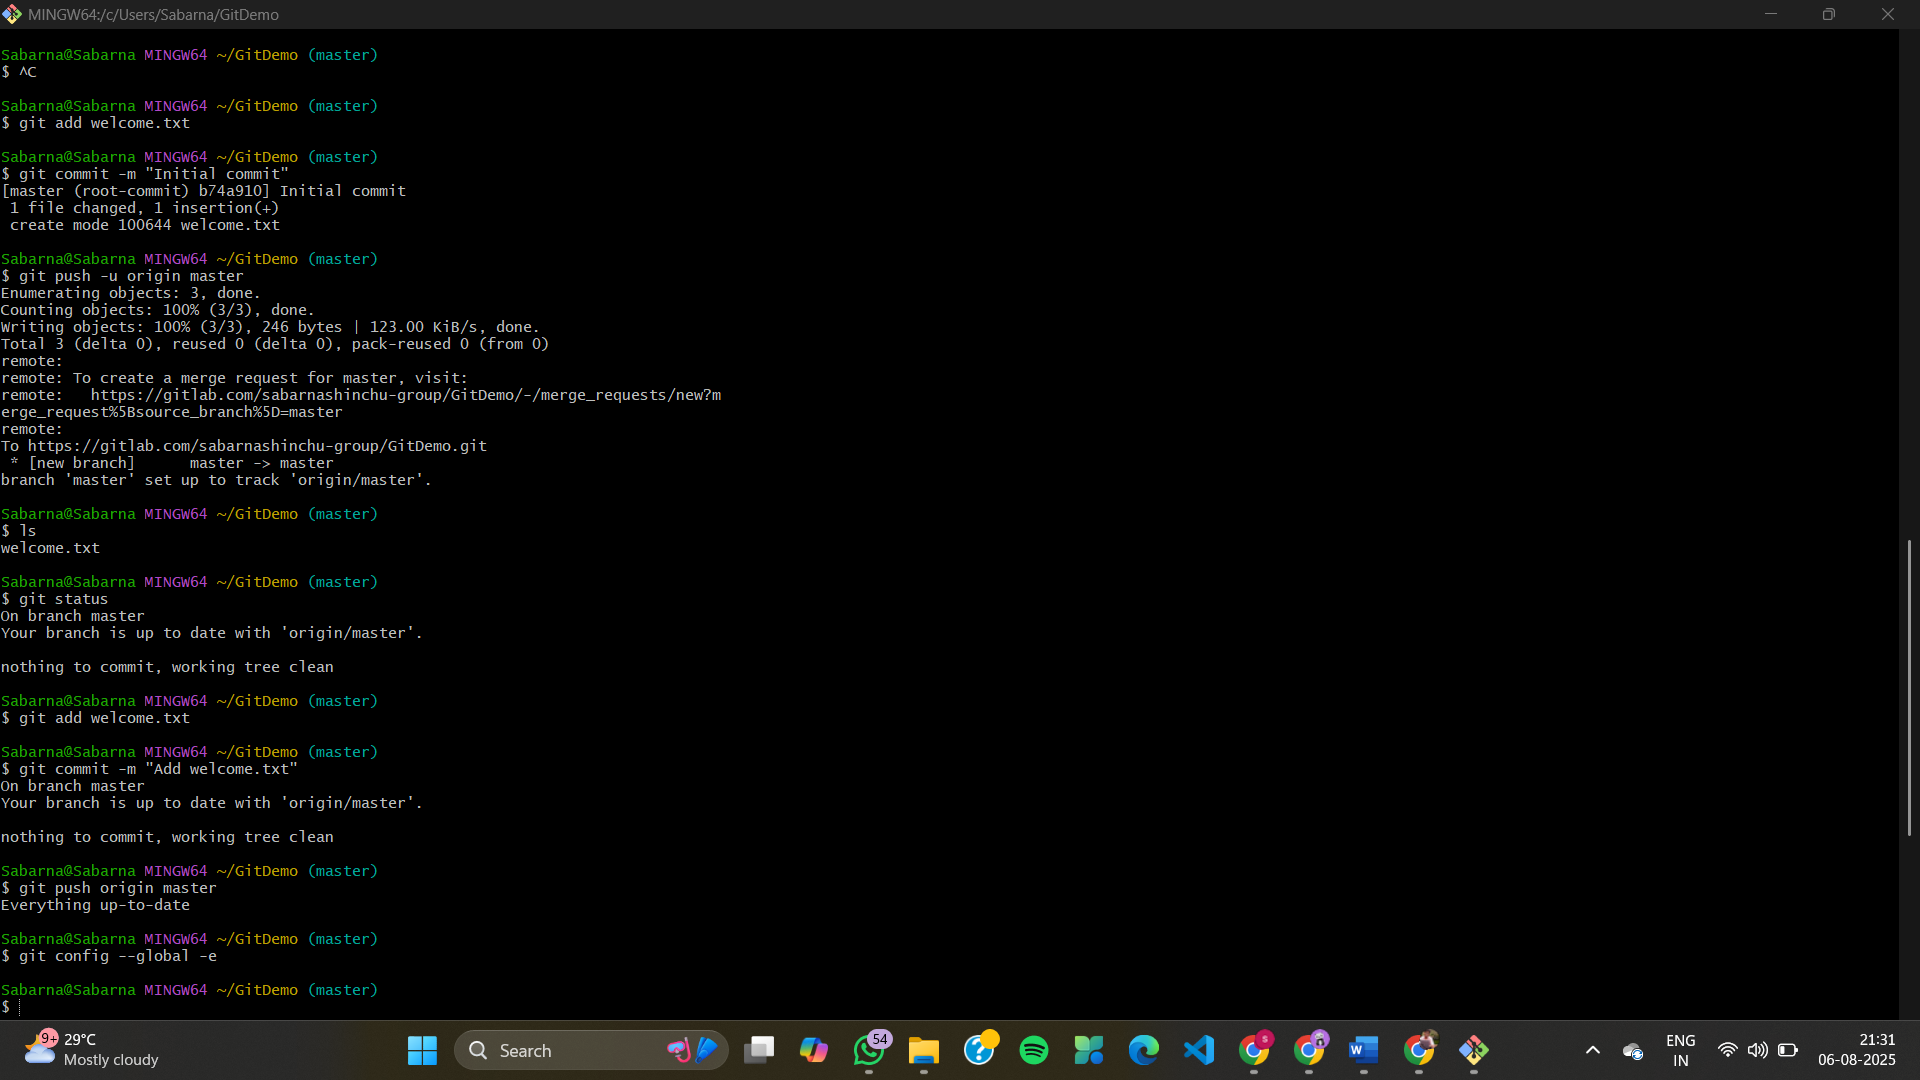 MINGW64:/c/Users/Sabarna/GitDemo
Sabarna@Sabarna MINGW64 ~/GitDemo (master)
$ ^C
Sabarna@Sabarna MINGW64 ~/GitDemo (master)
$ git add welcome.txt
Sabarna@Sabarna MINGW64 ~/GitDemo (master)
$ git commit -m "Initial commit"
[master (root-commit) b74a910] Initial commit
1 file changed, 1 insertion(+)
create mode 100644 welcome.txt
Sabarna@Sabarna MINGW64 ~/GitDemo (master)
$ git push -u origin master
Enumerating objects: 3, done.
Counting objects: 100% (3/3), done.
Writing objects: 100% (3/3), 246 bytes | 123.00 KiB/s, done.
Total 3 (delta 0), reused 0 (delta 0), pack-reused 0 (from 0)
remote:
remote: To create a merge request for master, visit:
remote:   https://gitlab.com/sabarnashinchu-group/GitDemo/-/merge_requests/new?m
erge_request%5Bsource_branch%5D=master
remote:
To https://gitlab.com/sabarnashinchu-group/GitDemo.git
* [new branch]      master -> master
branch 'master' set up to track 'origin/master'.
Sabarna@Sabarna MINGW64 ~/GitDemo (master)
$ ls
welcome.txt
Sabarna@Sabarna MINGW64 ~/GitDemo (master)
$ git status
On branch master
Your branch is up to date with 'origin/master'.
nothing to commit, working tree clean
Sabarna@Sabarna MINGW64 ~/GitDemo (master)
$ git add welcome.txt
Sabarna@Sabarna MINGW64 ~/GitDemo (master)
$ git commit -m "Add welcome.txt"
On branch master
Your branch is up to date with 'origin/master'.
nothing to commit, working tree clean
Sabarna@Sabarna MINGW64 ~/GitDemo (master)
$ git push origin master
Everything up-to-date
Sabarna@Sabarna MINGW64 ~/GitDemo (master)
$ git config --global -e
Sabarna@Sabarna MINGW64 ~/GitDemo (master)
$
9+ 29°C
Mostly cloudy
Search
54
ENG
IN
21:31
06-08-2025